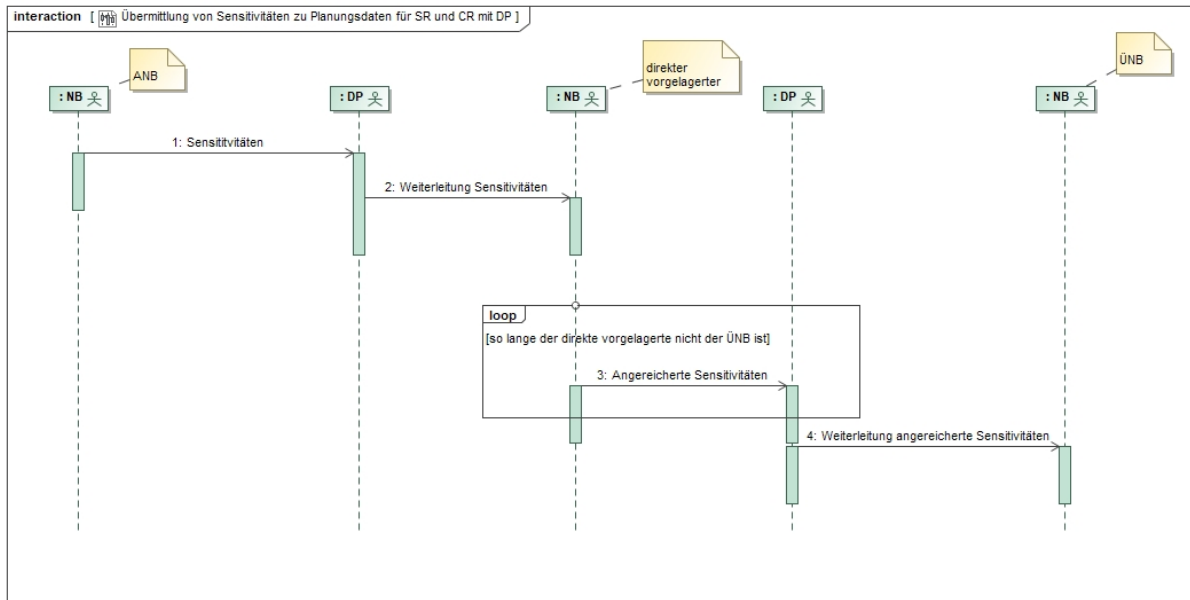 interaction [ Übermittlung von Sensitivitäten zu Planungsdaten für SR und CR mit DP ]
ANB
direkter
vorgelagerter
ÜNB
: NB
: DP
: NB
: DP
: NB
1: Sensititvitäten
2: Weiterleitung Sensitivitäten
loop
[so lange der direkte vorgelagerte nicht der ÜNB ist]
3: Angereicherte Sensitivitäten
4: Weiterleitung angereicherte Sensitivitäten